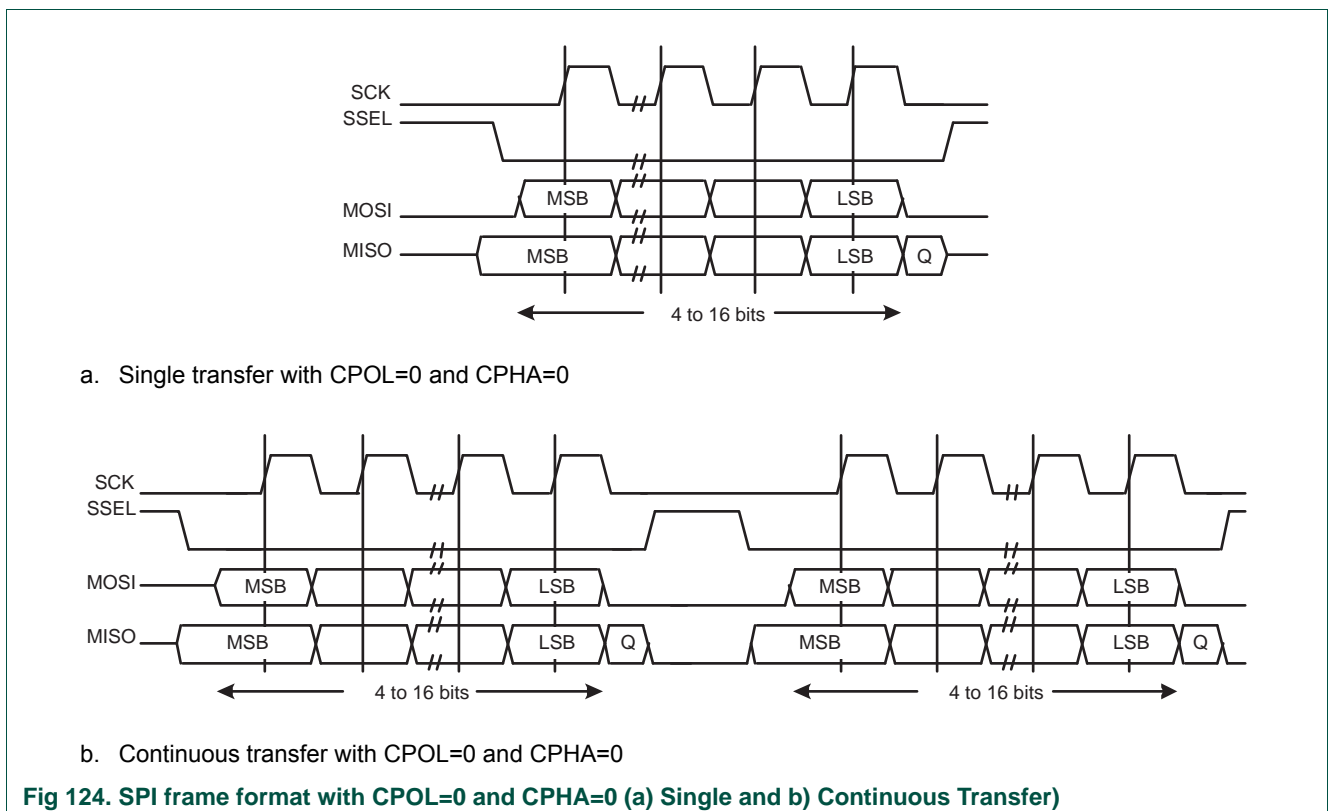 SCK
SSEL
MOSI
MSB
LSB
MISO
MSB
LSB
Q
4 to 16 bits
a. Single transfer with CPOL=0 and CPHA=0
SCK
SSEL
MOSI
MSB
LSB
MSB
LSB
MISO
MSB
LSB
Q
MSB
LSB
Q
4 to 16 bits
4 to 16 bits
b. Continuous transfer with CPOL=0 and CPHA=0
Fig 124. SPI frame format with CPOL=0 and CPHA=0 (a) Single and b) Continuous Transfer)